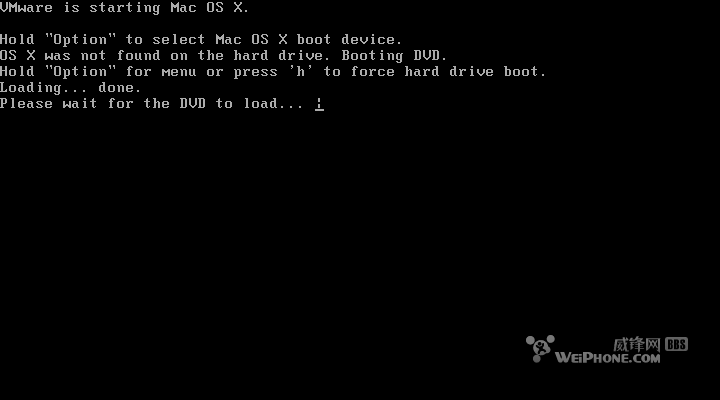 VMware is starting Mac OS X.
Hold "Option" to select Mac OS X boot device.
OS X was not found on the hard drive. Booting DVD.
Hold "Option" for menu or press 'h' to force hard drive boot.
Loading... done.
Please wait for the DVD to load... ¦
威锋网 BBS
WEIPHONE.COM